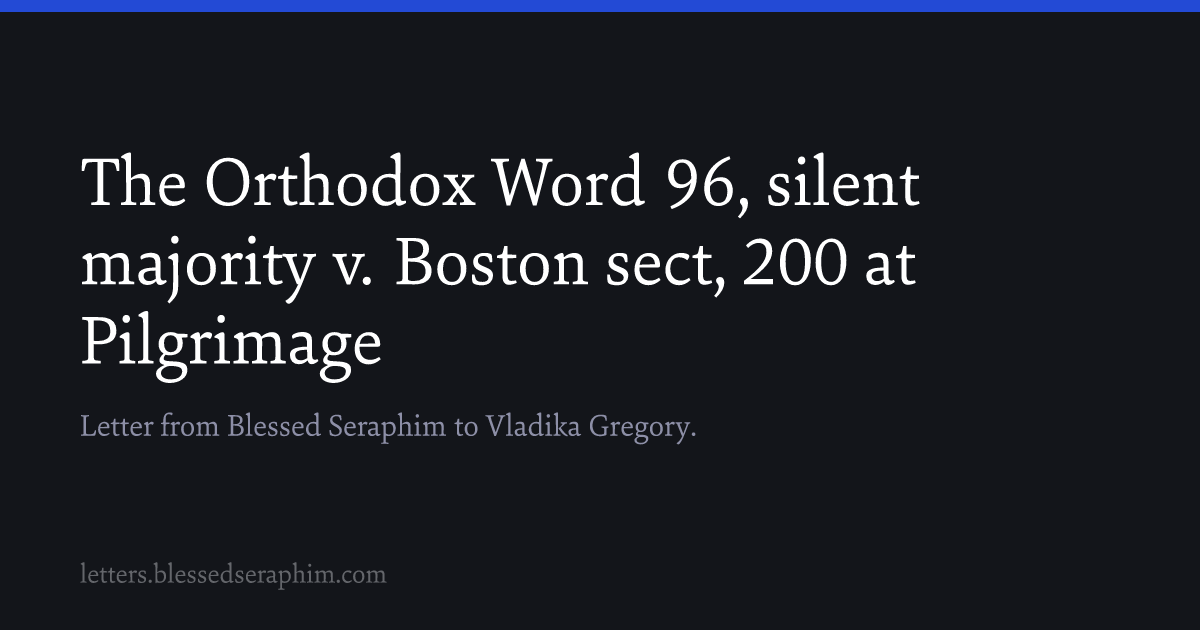 The Orthodox Word 96, silent
majority v. Boston sect, 200 at
Pilgrimage
Letter from Blessed Seraphim to Vladika Gregory.
letters.blessedseraphim.com